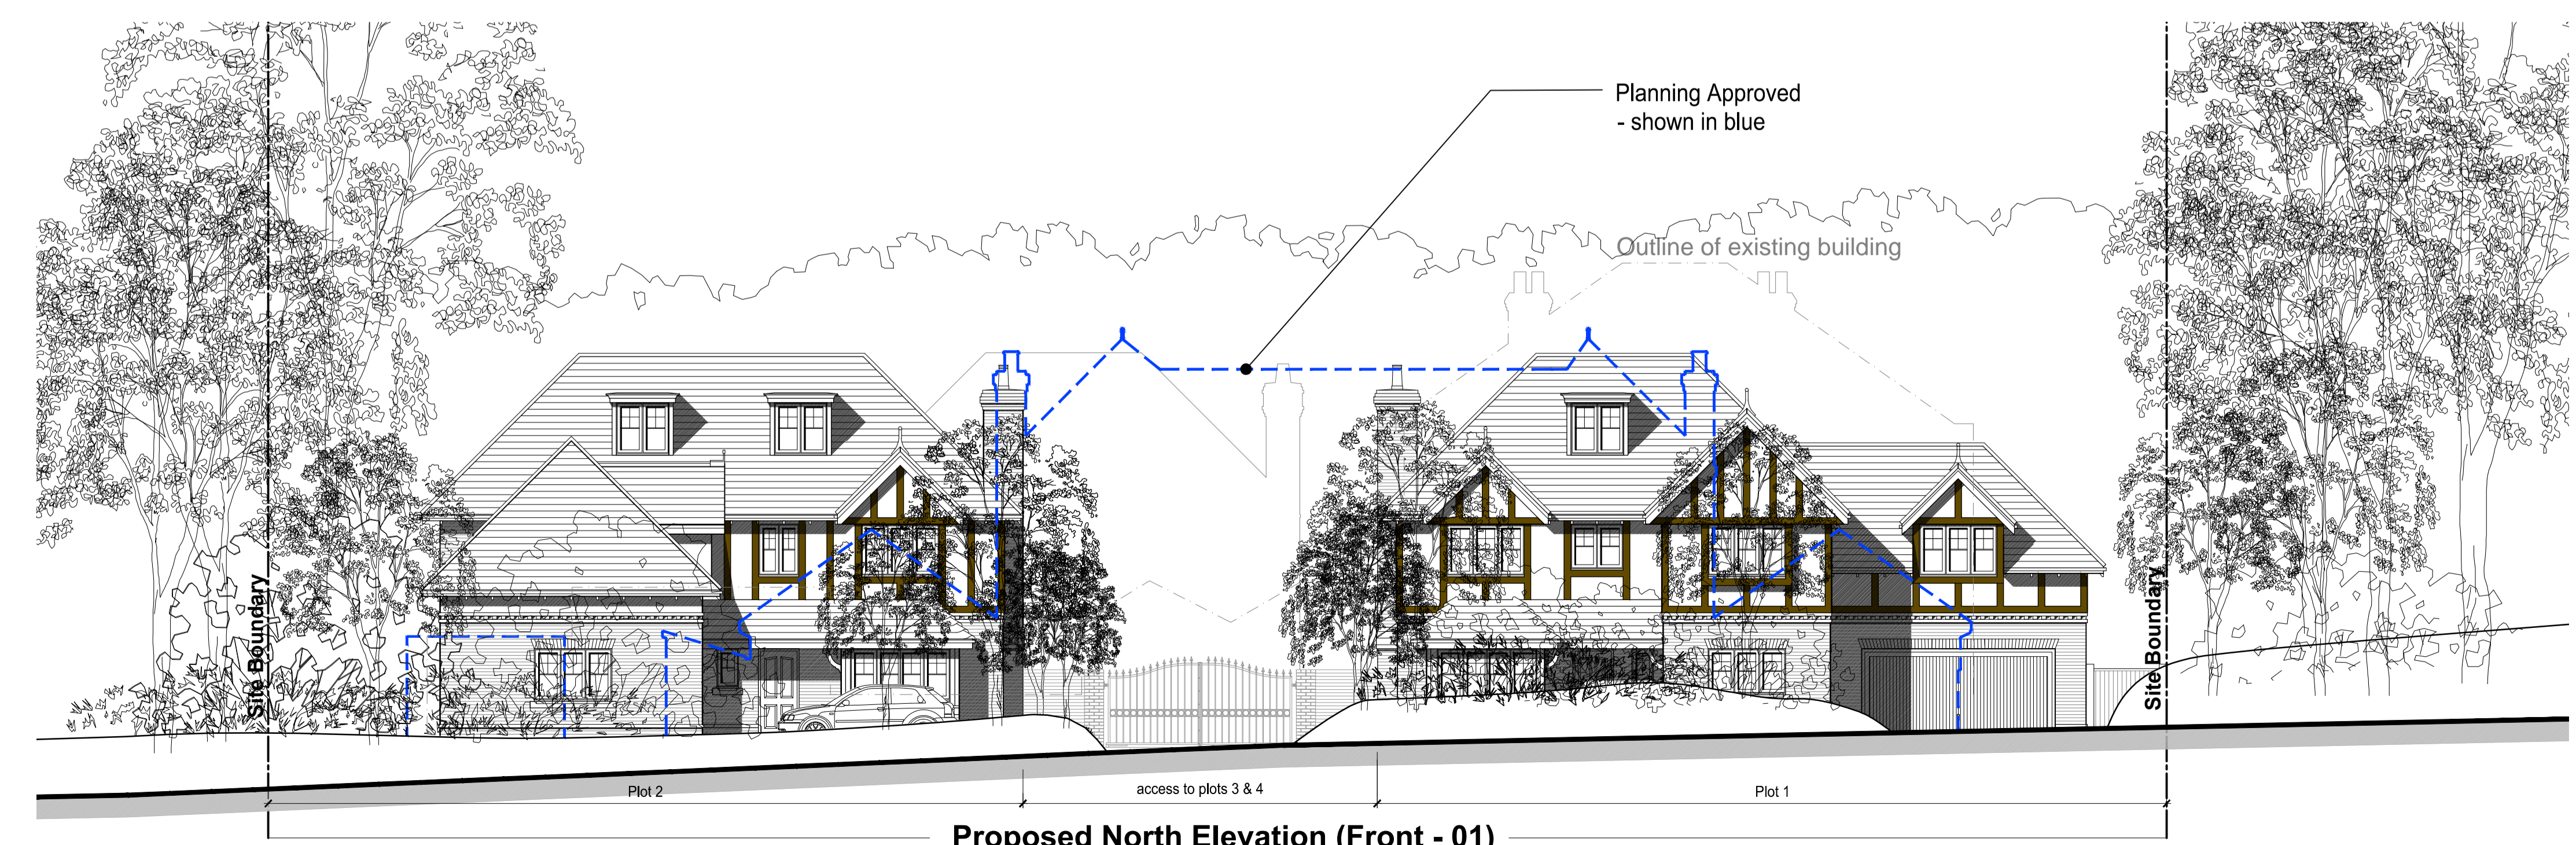 Planning Approved
- shown in blue
Outline of existing building
Site Boundary
Site Boundary
Plot 2
access to plots 3 & 4
Plot 1
Proposed North Elevation (Front - 01)